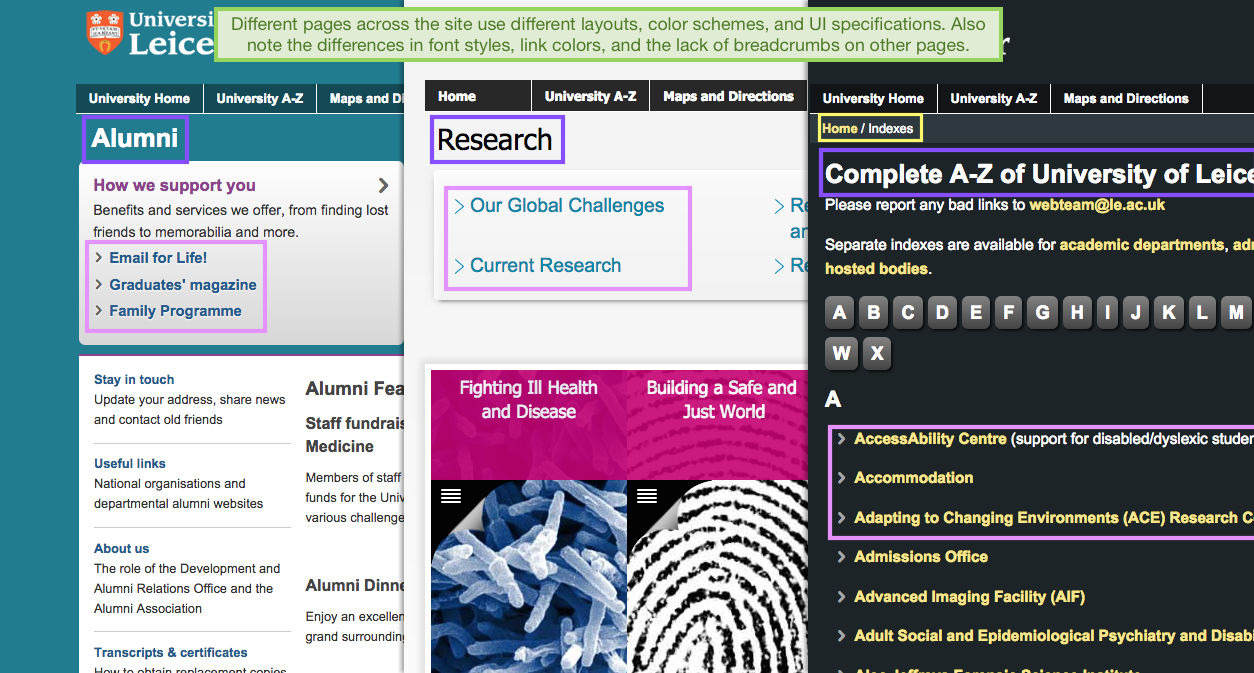 Different pages across the site use different layouts, color schemes, and UI specifications. Also
note the differences in font styles, link colors, and the lack of breadcrumbs on other pages.
Universi
Leice
University Home
University A-Z
Maps and Di
Alumni
How we support you
Benefits and services we offer, from finding lost
friends to memorabilia and more.
Email for Life!
Graduates' magazine
Family Programme
Stay in touch
Update your address, share news
and contact old friends
Useful links
National organisations and
departmental alumni websites
About us
The role of the Development and
Alumni Relations Office and the
Alumni Association
Transcripts & certificates
How to obtain replacement copies
Alumni Fea
Staff fundrais
Medicine
Members of staff
funds for the Univ
various challenge
Alumni Dinne
Enjoy an excellen
grand surrounding
Home
University A-Z
Maps and Directions
Research
Our Global Challenges
Current Research
Re
an
Re
Fighting Ill Health
and Disease
Building a Safe and
Just World
University Home
University A-Z
Maps and Directions
Home / Indexes
Complete A-Z of University of Leice
Please report any bad links to webteam@le.ac.uk
Separate indexes are available for academic departments, adm
hosted bodies.
A B C D E F G H I J K L M
W X
A
AccessAbility Centre (support for disabled/dyslexic studen
Accommodation
Adapting to Changing Environments (ACE) Research C
Admissions Office
Advanced Imaging Facility (AIF)
Adult Social and Epidemiological Psychiatry and Disabi
Alec Jeffreys Forensic Science Institute